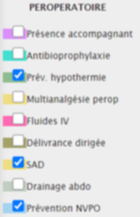 PEROPERATOIRE
Présence accompagnant
Antibioprophylaxie
Prév. hypothermie
Multianalgésie perop
Fluides IV
Délivrance dirigée
SAD
Drainage abdo
Prévention NVPO